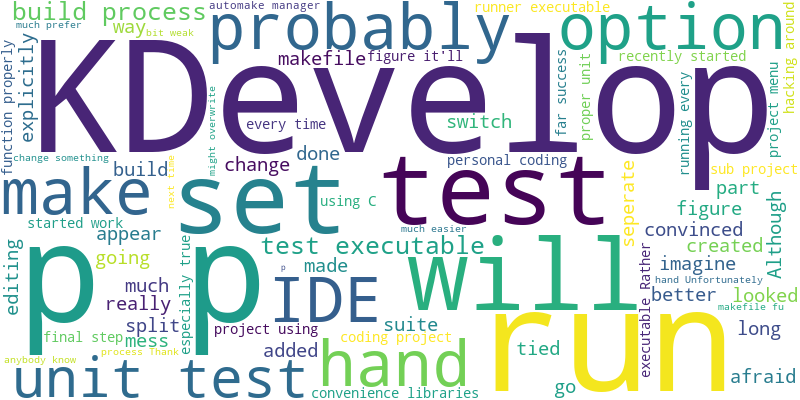 KDevelop
p p
will
run
set
test
probably
option
make
IDE
hand
unit test
build process
automake manager
runner executable
much prefer
way
bit weak
makefile
figure it'll
recently started
hacking around
function properly
explicitly
might overwrite
every time
switch
far success
proper unit
running every
project menu
change something
build
done
change
personal coding
sub project
next time
using C
seperate
part
started work
appear
much easier
figure
convinced
created
Although
test executable
going
made
imagine
better
looked
editing
much
really
especially true
p
hand Unfortunately
executable Rather
makefile fu
split
project using
suite
tied
long
final step
mess
added
coding project
anybody know
process Thank
convenience libraries
go
afraid